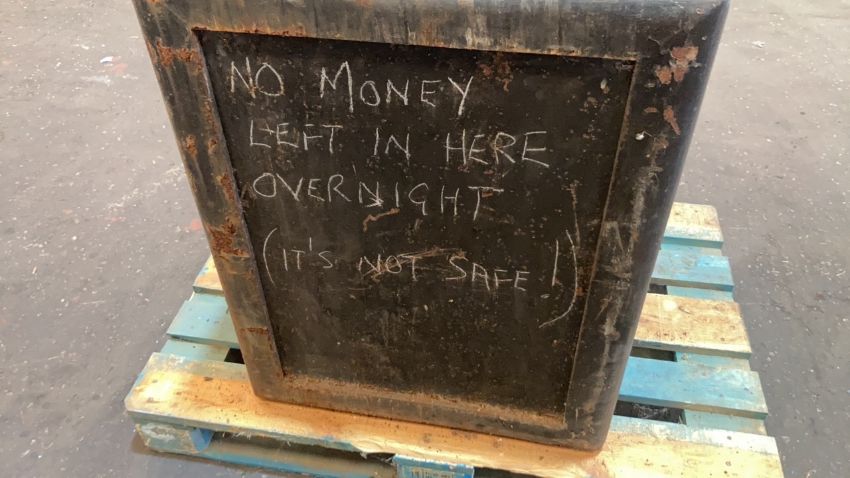 NO MONEY
LEFT IN HERE
OVERNIGHT
(IT'S NOT SAFE!)